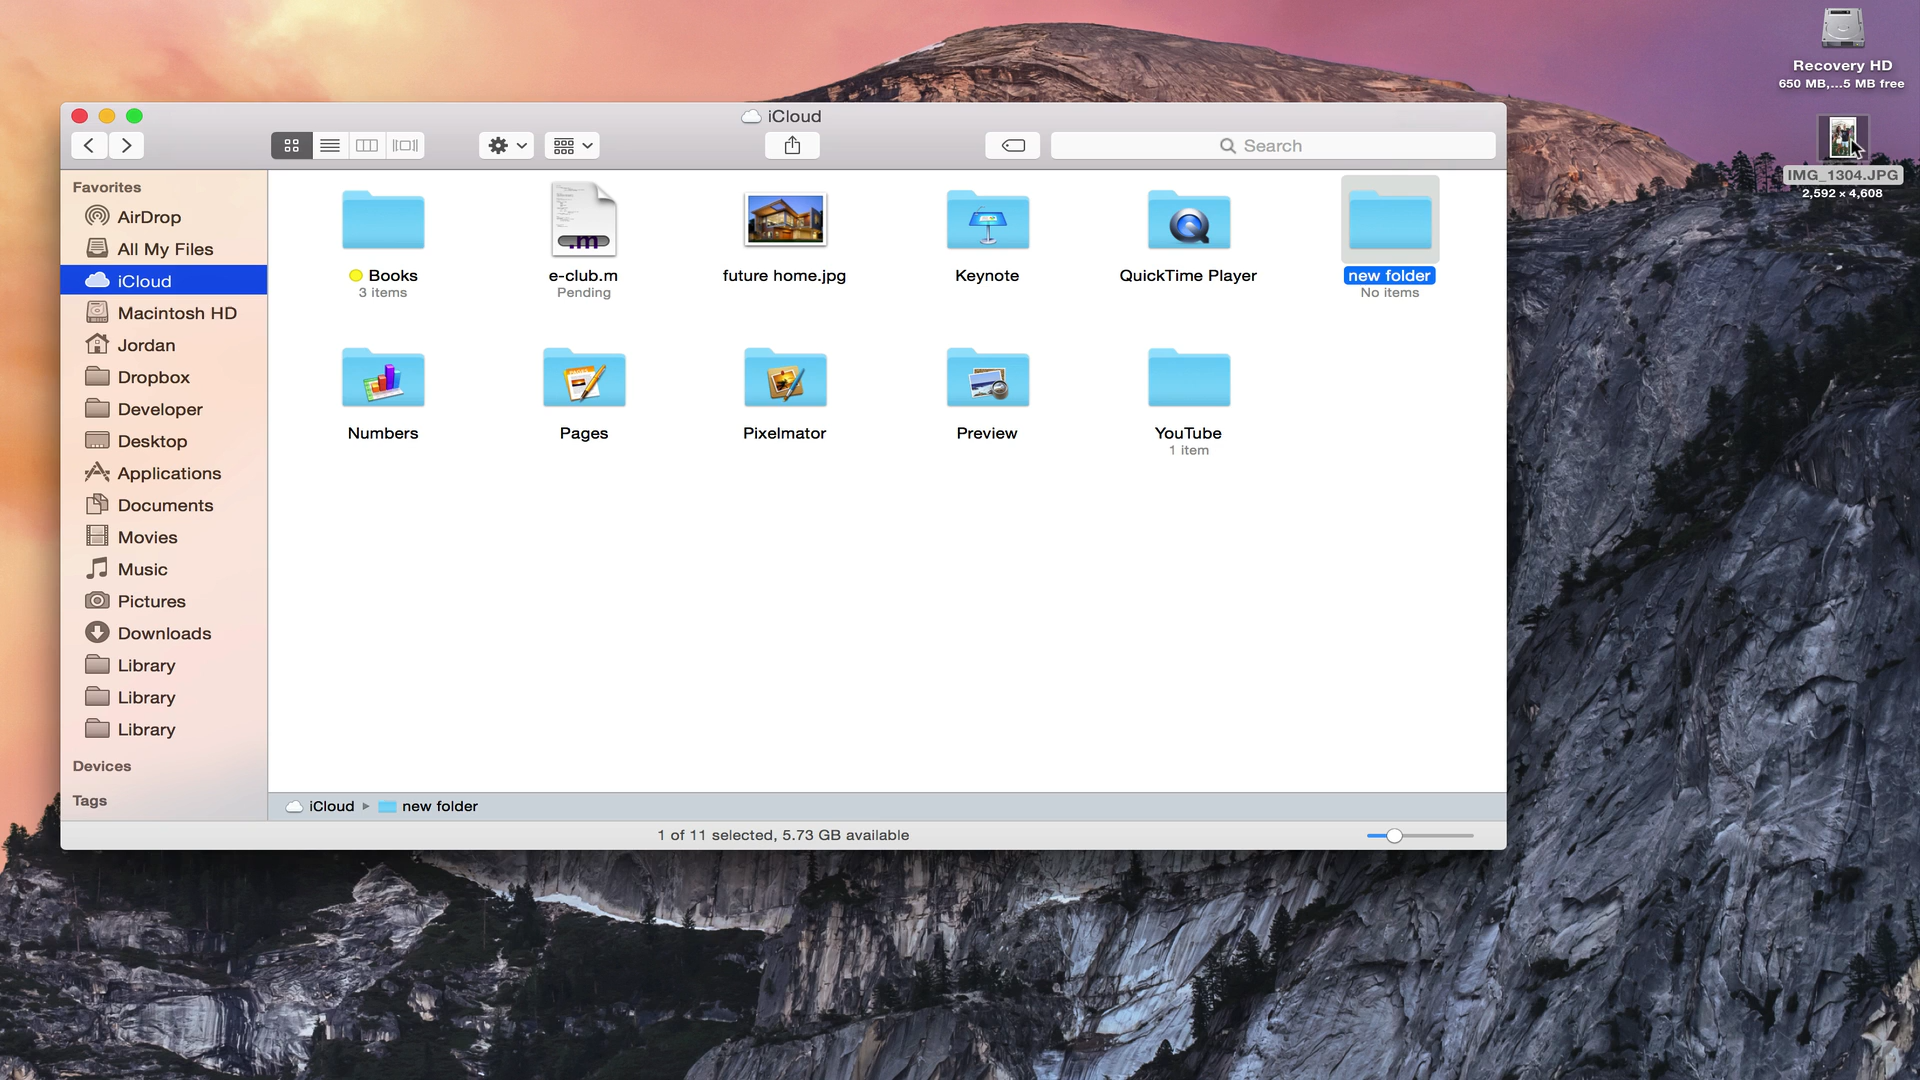 Recovery HD
650 MB,...5 MB free
IMG_1304.JPG
2,592 × 4,608
iCloud
Search
Favorites
AirDrop
All My Files
iCloud
Macintosh HD
Jordan
Dropbox
Developer
Desktop
Applications
Documents
Movies
Music
Pictures
Downloads
Library
Library
Library
Devices
Tags
Books
3 items
.m
e-club.m
Pending
future home.jpg
Keynote
QuickTime Player
new folder
No items
Numbers
Pages
Pixelmator
Preview
YouTube
1 item
iCloud ▸ new folder
1 of 11 selected, 5.73 GB available